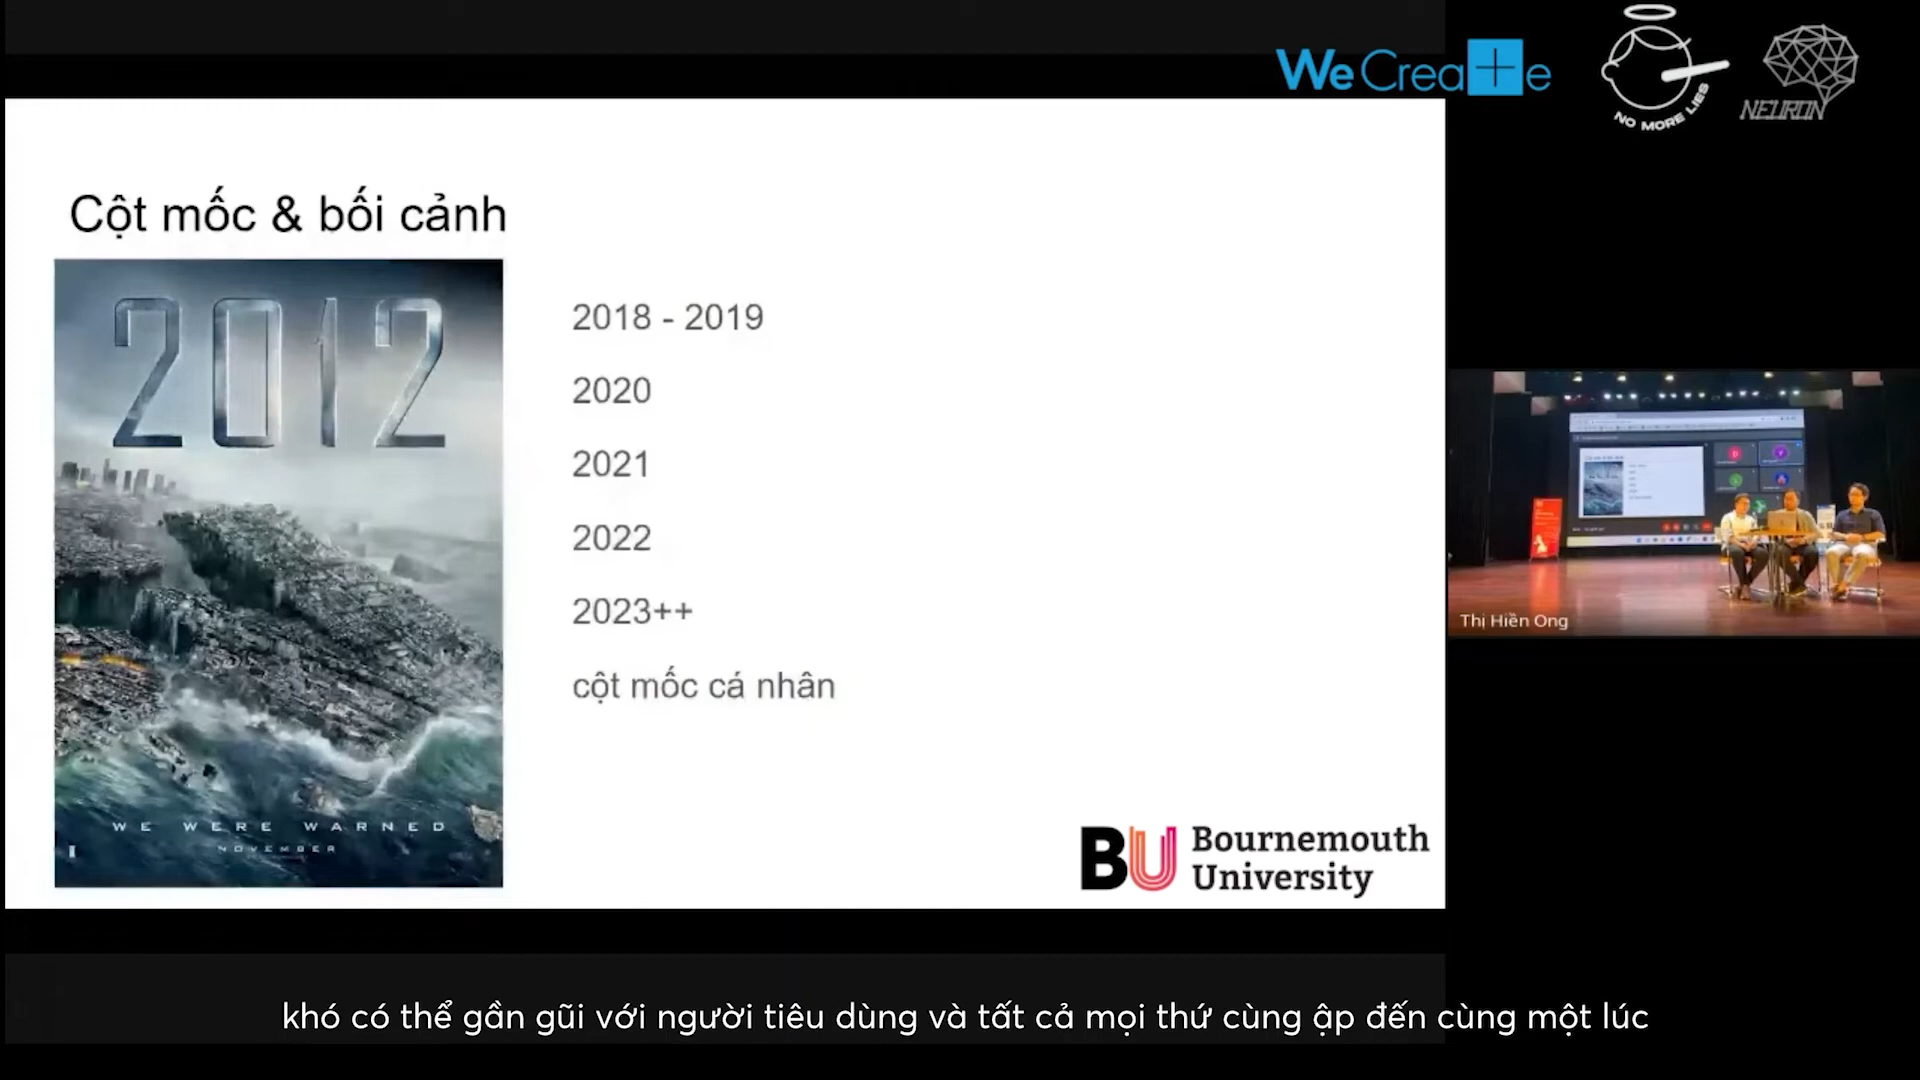 WeCreate
NO MORE LIES
NEURON
Cột mốc & bối cảnh
2012
WE WERE WARNED
NOVEMBER
2018 - 2019
2020
2021
2022
2023++
cột mốc cá nhân
BU Bournemouth
University
Thị Hiền Ong
khó có thể gần gũi với người tiêu dùng và tất cả mọi thứ cùng ập đến cùng một lúc